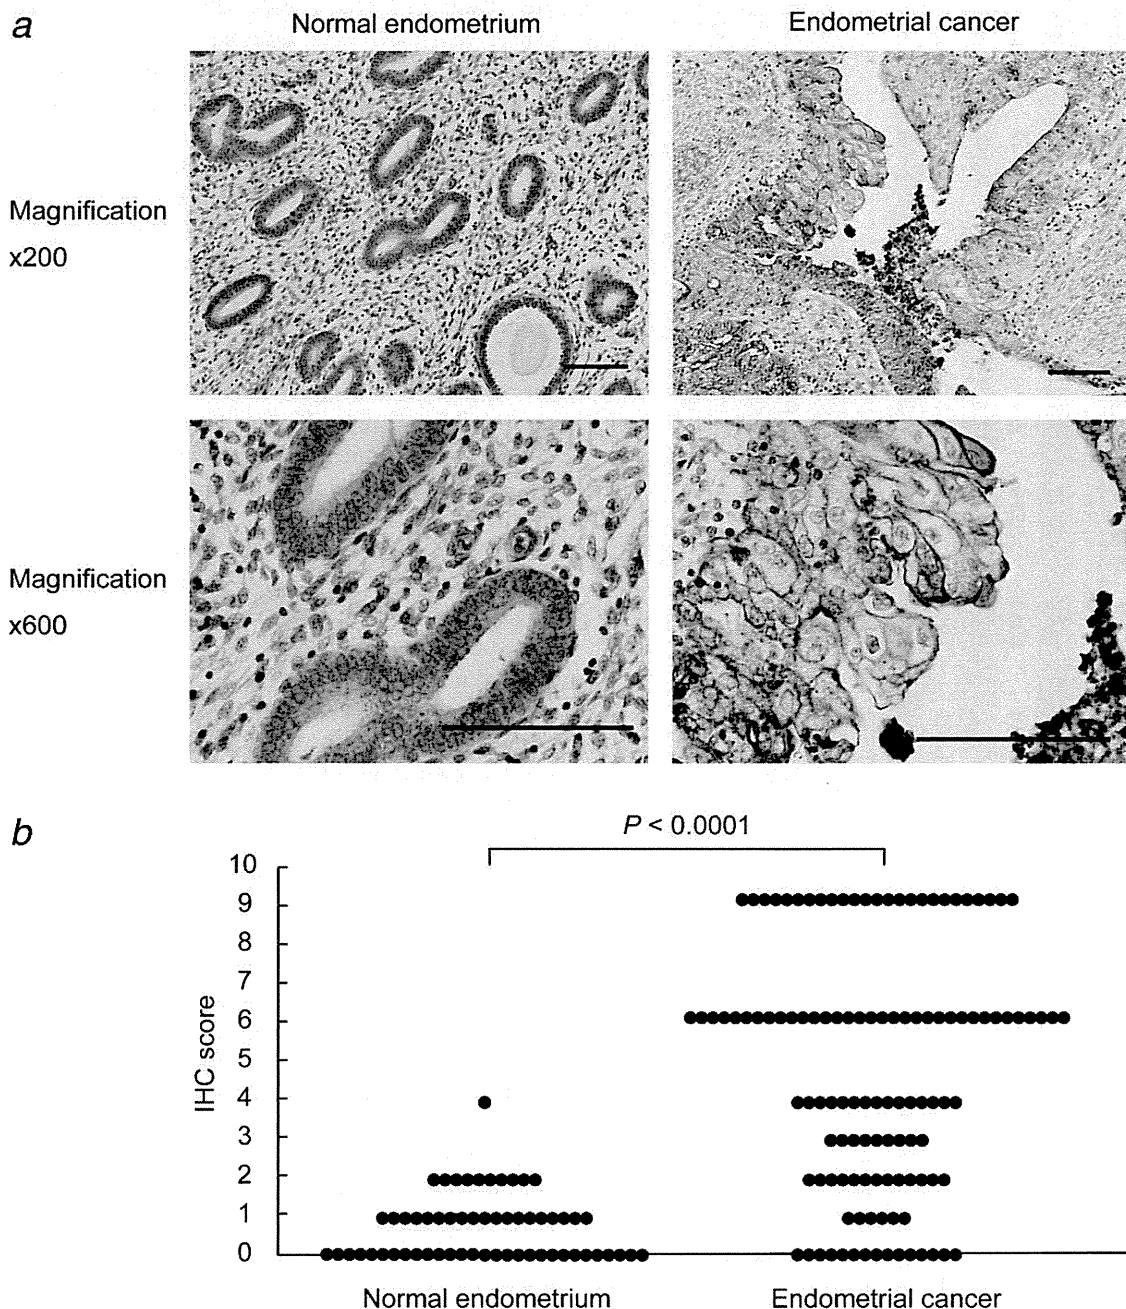 a
Normal endometrium
Endometrial cancer
Magnification
x200
Magnification
x600
b
P < 0.0001
10
9
8
7
6
5
4
3
2
1
0
IHC score
Normal endometrium
Endometrial cancer